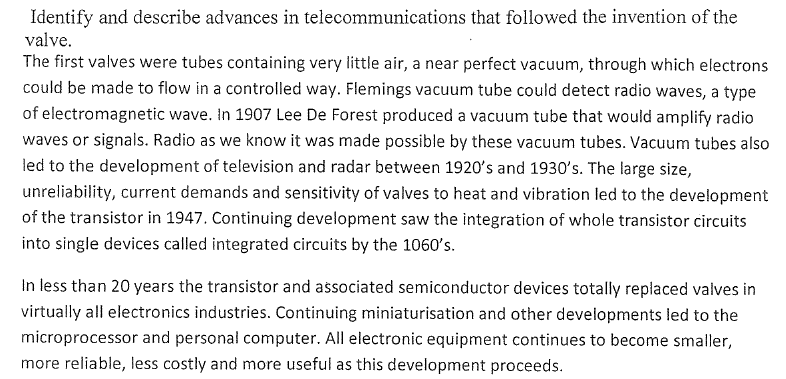 Identify and describe advances in telecommunications that followed the invention of the
valve.
The first valves were tubes containing very little air, a near perfect vacuum, through which electrons
could be made to flow in a controlled way. Flemings vacuum tube could detect radio waves, a type
of electromagnetic wave. In 1907 Lee De Forest produced a vacuum tube that would amplify radio
waves or signals. Radio as we know it was made possible by these vacuum tubes. Vacuum tubes also
led to the development of television and radar between 1920's and 1930's. The large size,
unreliability, current demands and sensitivity of valves to heat and vibration led to the development
of the transistor in 1947. Continuing development saw the integration of whole transistor circuits
into single devices called integrated circuits by the 1060's.
In less than 20 years the transistor and associated semiconductor devices totally replaced valves in
virtually all electronics industries. Continuing miniaturisation and other developments led to the
microprocessor and personal computer. All electronic equipment continues to become smaller,
more reliable, less costly and more useful as this development proceeds.